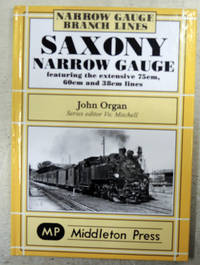 NARROW GAUGE
BRANCH LINES
SAXONY
NARROW GAUGE
featuring the extensive 75cm,
60cm and 38cm lines
John Organ
Series editor Vic Mitchell
MP Middleton Press